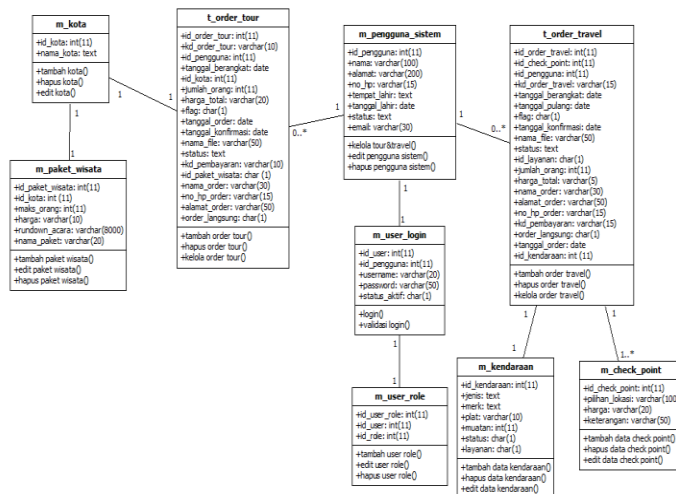 m_kota
+id_kota: int(11)
+nama_kota: text
+tambah kota()
+hapus kota()
+edit kota()
1
1
1
1
m_paket_wisata
+id_paket_wisata: int(11)
+id_kota: int (11)
+maks_orang: int(11)
+harga: varchar(10)
+rundown_acara: varchar(8000)
+nama_paket: varchar(20)
+tambah paket wisata()
+edit paket wisata()
+hapus paket wisata()
t_order_tour
+id_order_tour: int(11)
+kd_order_tour: varchar(10)
+id_pengguna: int(11)
+tanggal_berangkat: date
+id_kota: int(11)
+jumlah_orang: int(11)
+harga_total: varchar(20)
+flag: char(1)
+tanggal_order: date
+tanggal_konfirmasi: date
+nama_file: varchar(50)
+status: text
+kd_pembayaran: varchar(10)
+id_paket_wisata: char (1)
+nama_order: varchar(30)
+no_hp_order: varchar(15)
+alamat_order: varchar(50)
+order_langsung: char(1)
+tambah order tour()
+hapus order tour()
+kelola order tour()
0..*
1
m_pengguna_sistem
+id_pengguna: int(11)
+nama: varchar(100)
+alamat: varchar(200)
+no_hp: varchar(15)
+tempat_lahir: text
+tanggal_lahir: date
+status: text
+email: varchar(30)
+kelola tour&travel()
+edit pengguna sistem()
+hapus pengguna sistem()
1
0..*
1
1
m_user_login
+id_user: int(11)
+id_pengguna: int(11)
+username: varchar(20)
+password: varchar(50)
+status_aktif: char(1)
+login()
+validasi login()
1
1
m_user_role
+id_user_role: int(11)
+id_user: int(11)
+id_role: int(11)
+tambah user role()
+edit user role()
+hapus user role()
t_order_travel
+id_order_travel: int(11)
+id_check_point: int(11)
+id_pengguna: int(11)
+kd_order_travel: varchar(15)
+tanggal_berangkat: date
+tanggal_pulang: date
+flag: char(1)
+tanggal_konfirmasi: date
+nama_file: varchar(50)
+status: text
+id_layanan: char(1)
+jumlah_orang: int(11)
+harga_total: varchar(5)
+nama_order: varchar(30)
+alamat_order: varchar(50)
+no_hp_order: varchar(15)
+kd_pembayaran: varchar(15)
+order_langsung: char(1)
+tanggal_order: date
+id_kendaraan: int (11)
+tambah order travel()
+hapus order travel()
+kelola order travel()
1
1
1
1..*
m_kendaraan
+id_kendaraan: int(11)
+jenis: text
+merk: text
+plat: varchar(10)
+muatan: int(11)
+status: char(1)
+layanan: char(1)
+tambah data kendaraan()
+hapus data kendaraan()
+edit data kendaraan()
m_check_point
+id_check_point: int(11)
+pilihan_lokasi: varchar(100)
+harga: varchar(20)
+keterangan: varchar(50)
+tambah data check point()
+hapus data check point()
+edit data check point()